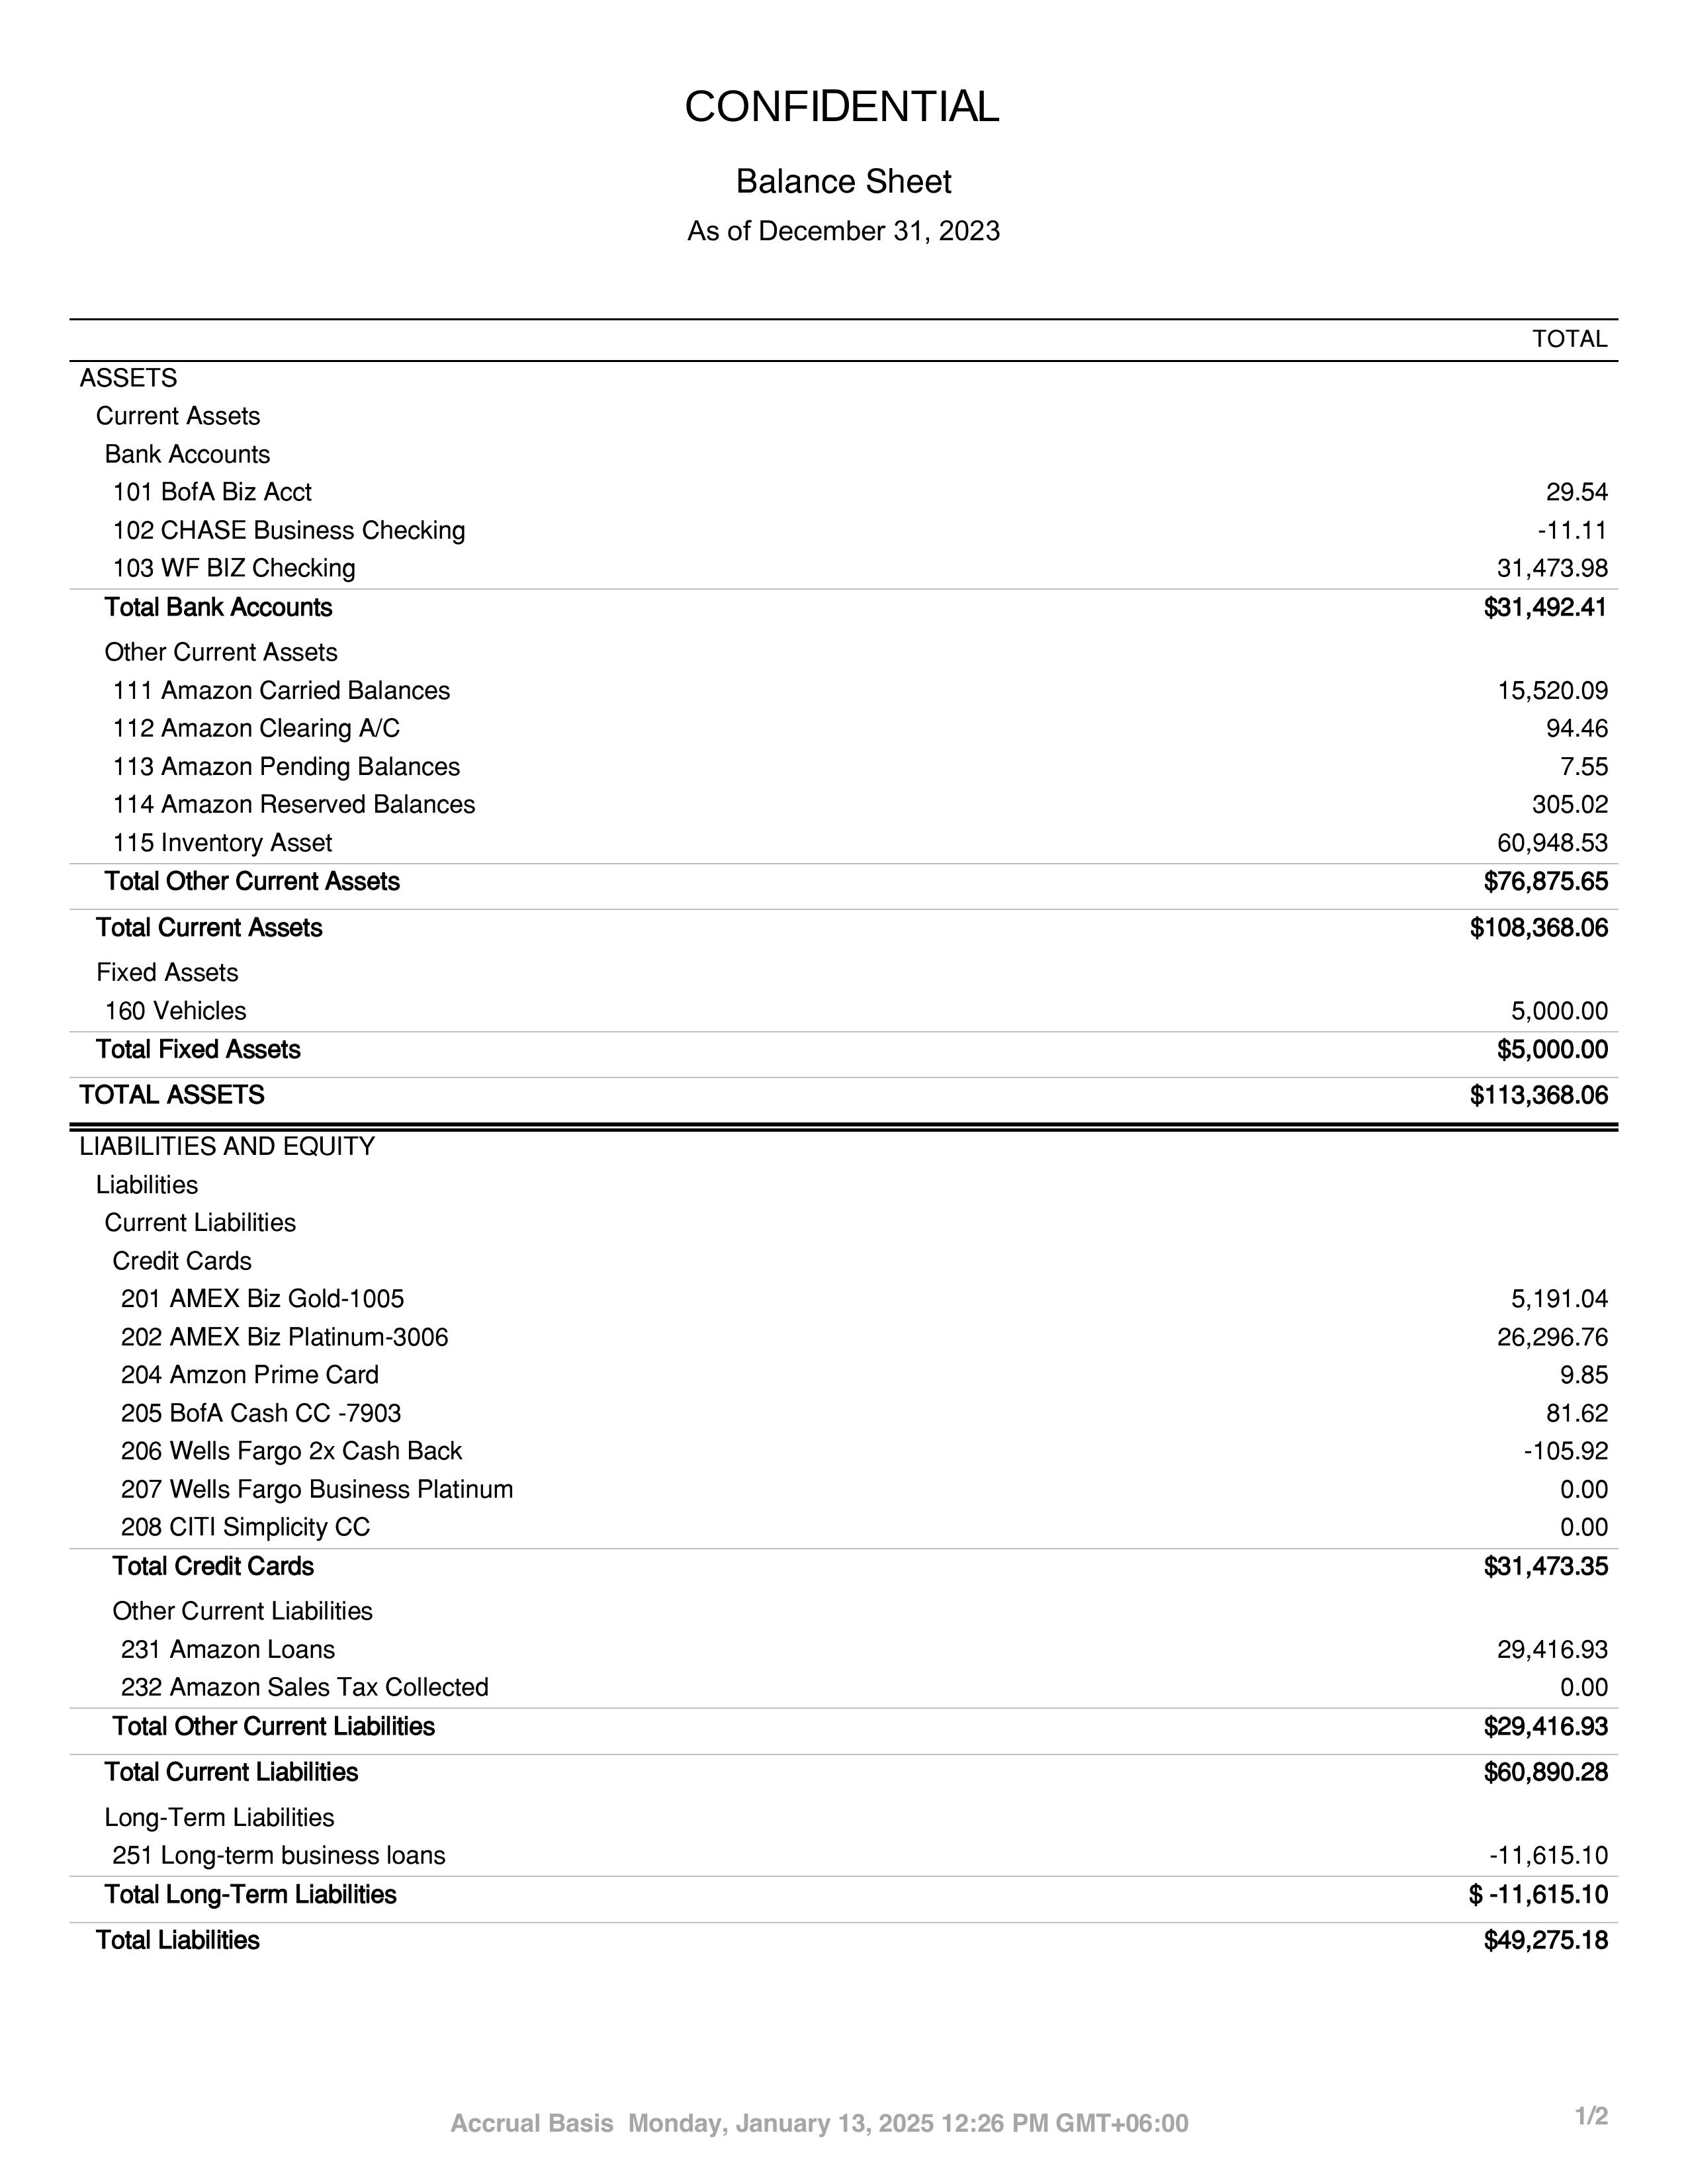 CONFIDENTIAL
Balance Sheet
As of December 31, 2023
TOTAL
ASSETS
Current Assets
Bank Accounts
101 BofA Biz Acct 29.54
102 CHASE Business Checking -11.11
103 WF BIZ Checking 31,473.98
Total Bank Accounts $31,492.41
Other Current Assets
111 Amazon Carried Balances 15,520.09
112 Amazon Clearing A/C 94.46
113 Amazon Pending Balances 7.55
114 Amazon Reserved Balances 305.02
115 Inventory Asset 60,948.53
Total Other Current Assets $76,875.65
Total Current Assets $108,368.06
Fixed Assets
160 Vehicles 5,000.00
Total Fixed Assets $5,000.00
TOTAL ASSETS $113,368.06
LIABILITIES AND EQUITY
Liabilities
Current Liabilities
Credit Cards
201 AMEX Biz Gold-1005 5,191.04
202 AMEX Biz Platinum-3006 26,296.76
204 Amzon Prime Card 9.85
205 BofA Cash CC -7903 81.62
206 Wells Fargo 2x Cash Back -105.92
207 Wells Fargo Business Platinum 0.00
208 CITI Simplicity CC 0.00
Total Credit Cards $31,473.35
Other Current Liabilities
231 Amazon Loans 29,416.93
232 Amazon Sales Tax Collected 0.00
Total Other Current Liabilities $29,416.93
Total Current Liabilities $60,890.28
Long-Term Liabilities
251 Long-term business loans -11,615.10
Total Long-Term Liabilities $ -11,615.10
Total Liabilities $49,275.18
Accrual Basis Monday, January 13, 2025 12:26 PM GMT+06:00 1/2